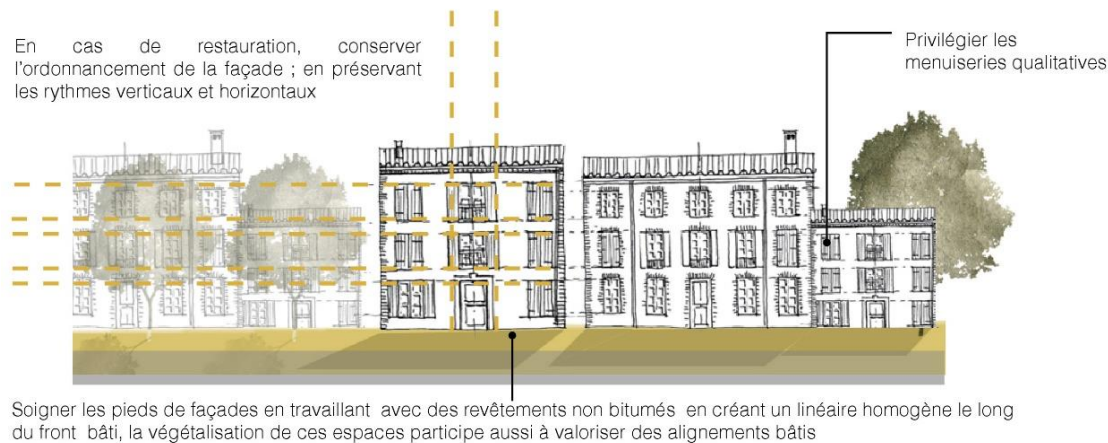 En cas de restauration, conserver
l'ordonnancement de la façade ; en préservant
les rythmes verticaux et horizontaux
Privilégier les
menuiseries qualitatives
Soigner les pieds de façades en travaillant avec des revêtements non bitumés en créant un linéaire homogène le long
du front bâti, la végétalisation de ces espaces participe aussi à valoriser des alignements bâtis